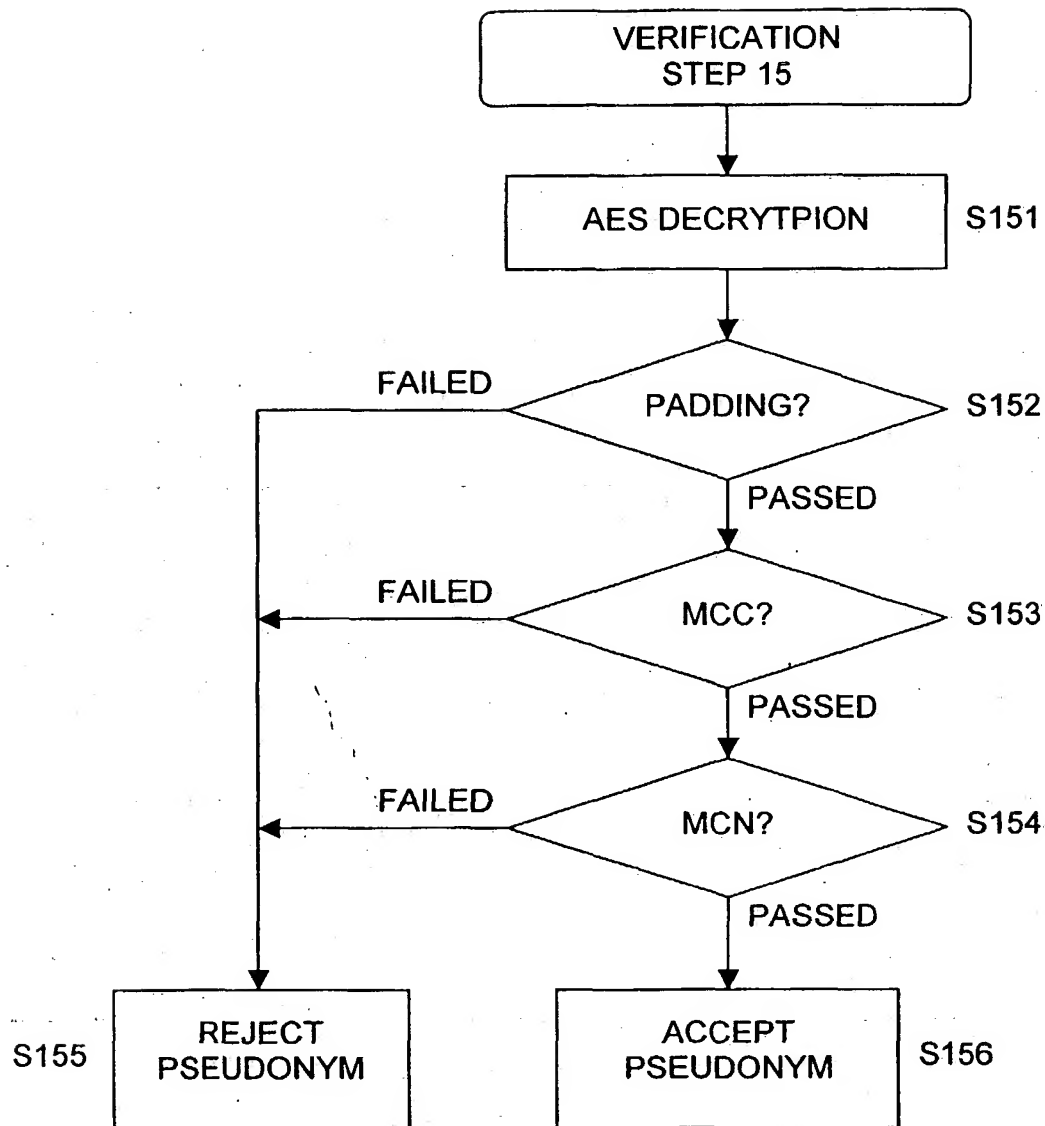 VERIFICATION
STEP 15
AES DECRYTPION
S151
FAILED
PADDING?
S152
PASSED
FAILED
MCC?
S153
PASSED
FAILED
MCN?
S154
PASSED
S155
REJECT
PSEUDONYM
ACCEPT
PSEUDONYM
S156